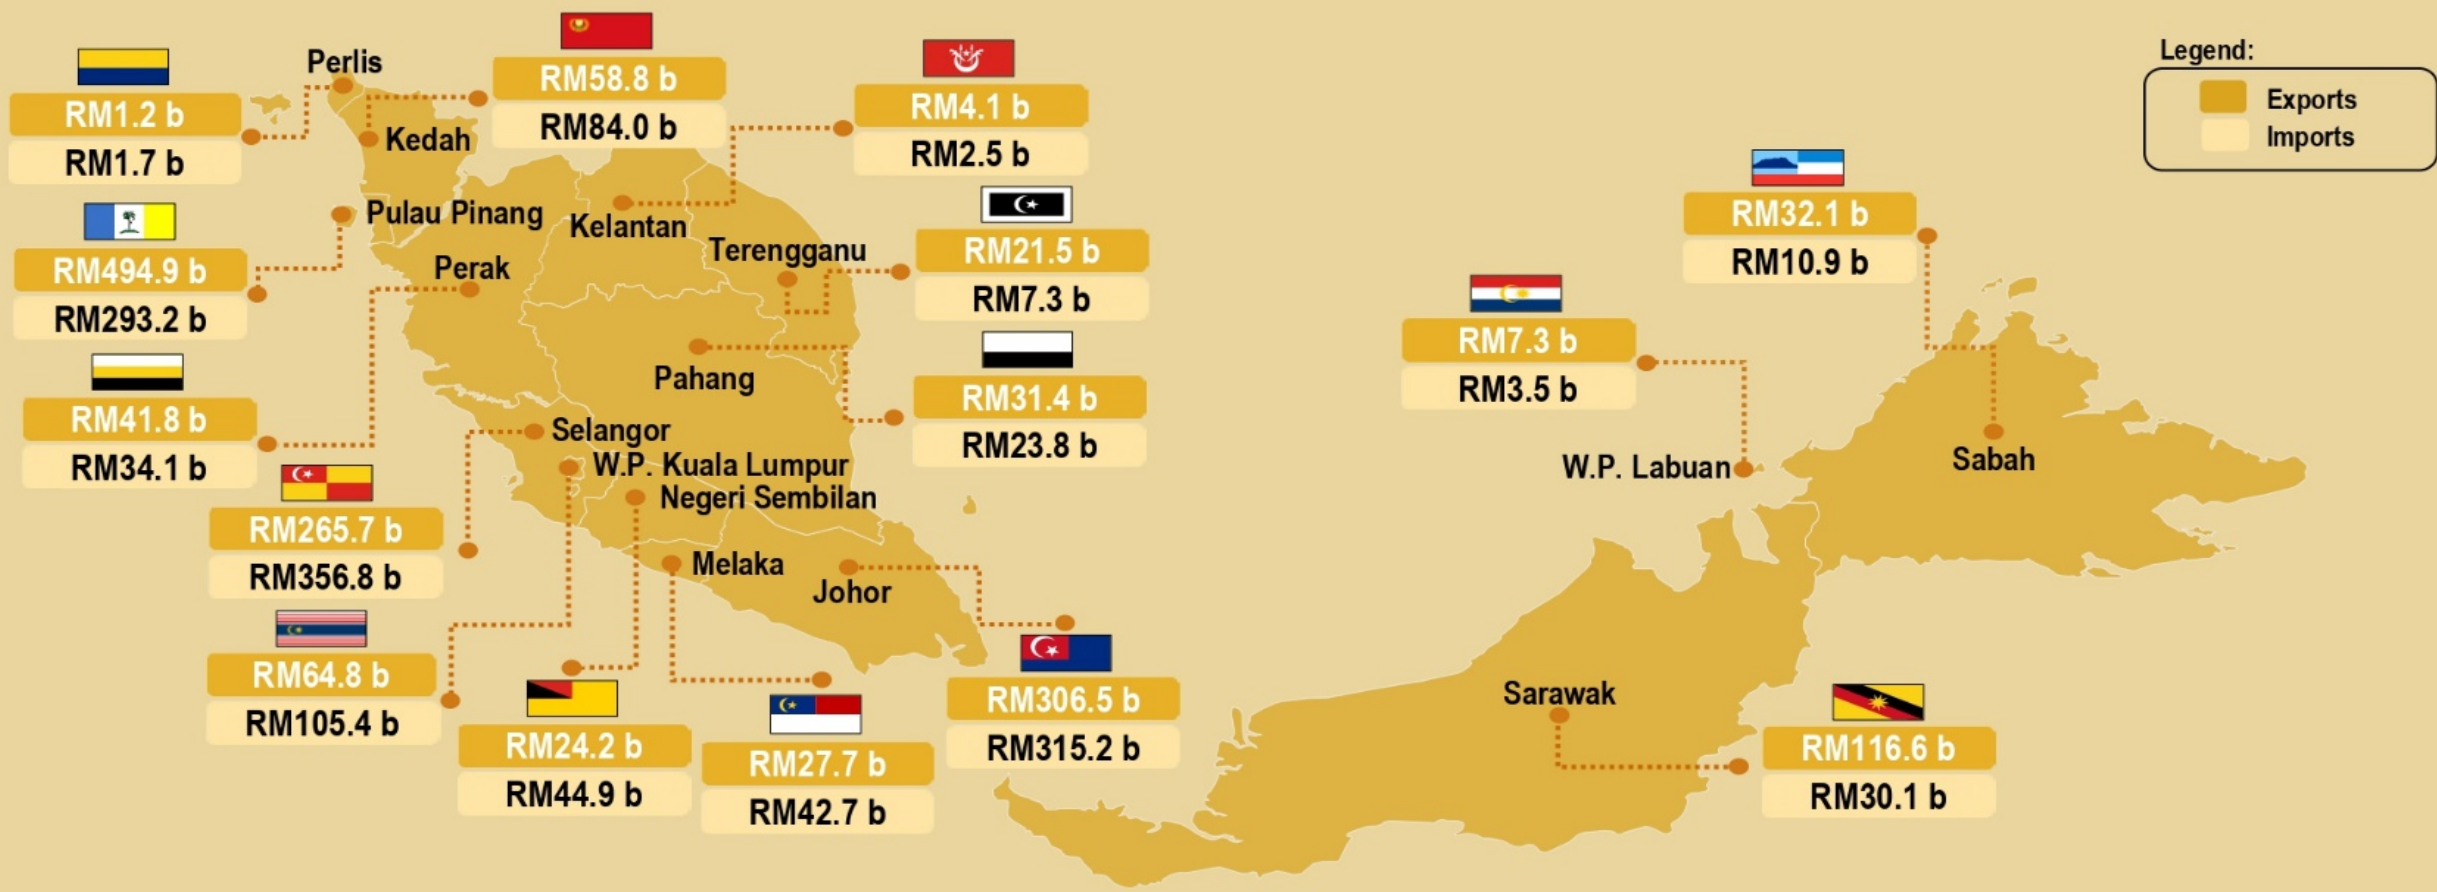 Legend:
Exports
Imports
Perlis
RM1.2 b
RM1.7 b
Kedah
RM58.8 b
RM84.0 b
Kelantan
RM4.1 b
RM2.5 b
Pulau Pinang
RM494.9 b
RM293.2 b
Terengganu
RM21.5 b
RM7.3 b
Perak
RM41.8 b
RM34.1 b
Pahang
RM31.4 b
RM23.8 b
Selangor
RM265.7 b
RM356.8 b
W.P. Kuala Lumpur
RM64.8 b
RM105.4 b
Negeri Sembilan
RM24.2 b
RM44.9 b
Melaka
RM27.7 b
RM42.7 b
Johor
RM306.5 b
RM315.2 b
W.P. Labuan
RM7.3 b
RM3.5 b
Sabah
RM32.1 b
RM10.9 b
Sarawak
RM116.6 b
RM30.1 b